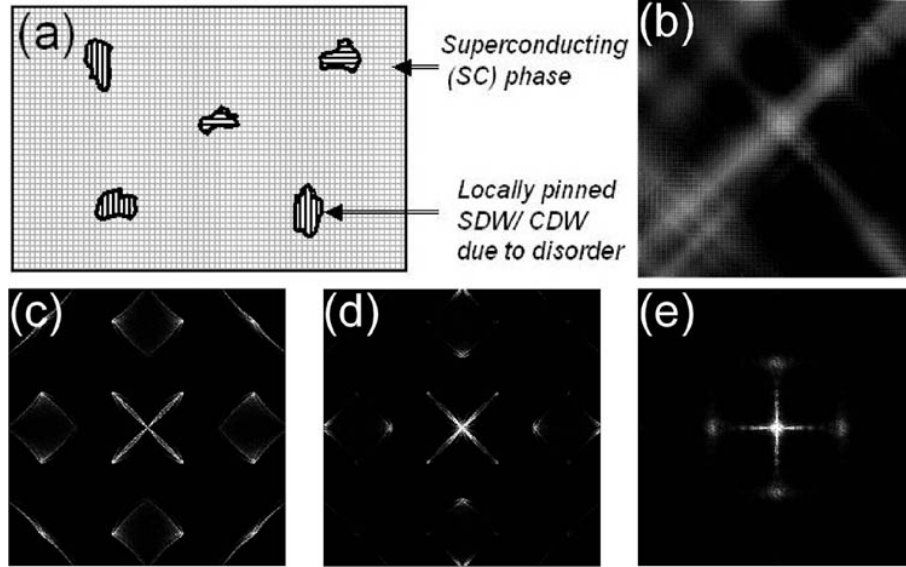 (a)
Superconducting
(SC) phase
Locally pinned
SDW/ CDW
due to disorder
(b)
(c)
(d)
(e)